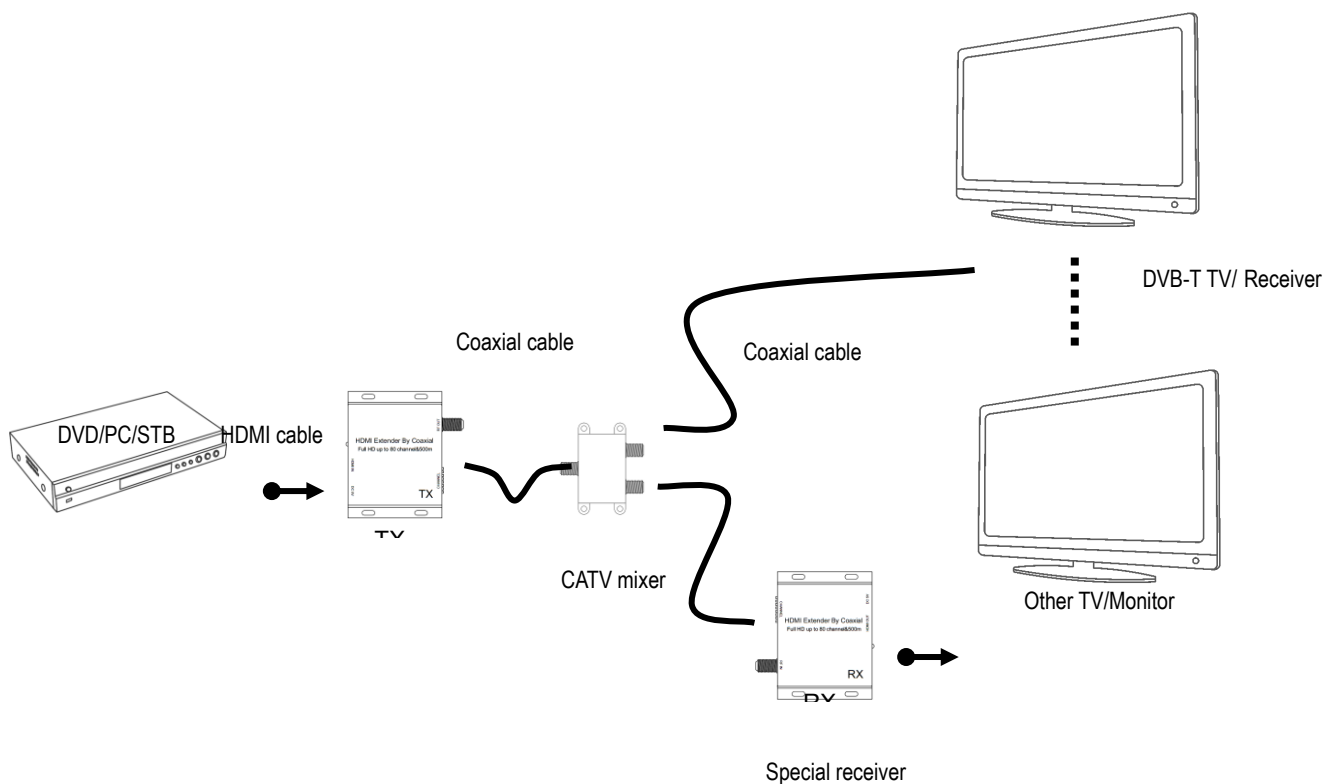 DVB-T TV/ Receiver
Coaxial cable
Coaxial cable
DVD/PC/STB
HDMI cable
HDMI Extender By Coaxial
Full HD up to 80 channel&500m
TX
TX
CATV mixer
Other TV/Monitor
HDMI Extender By Coaxial
Full HD up to 80 channel&500m
RX
RX
Special receiver